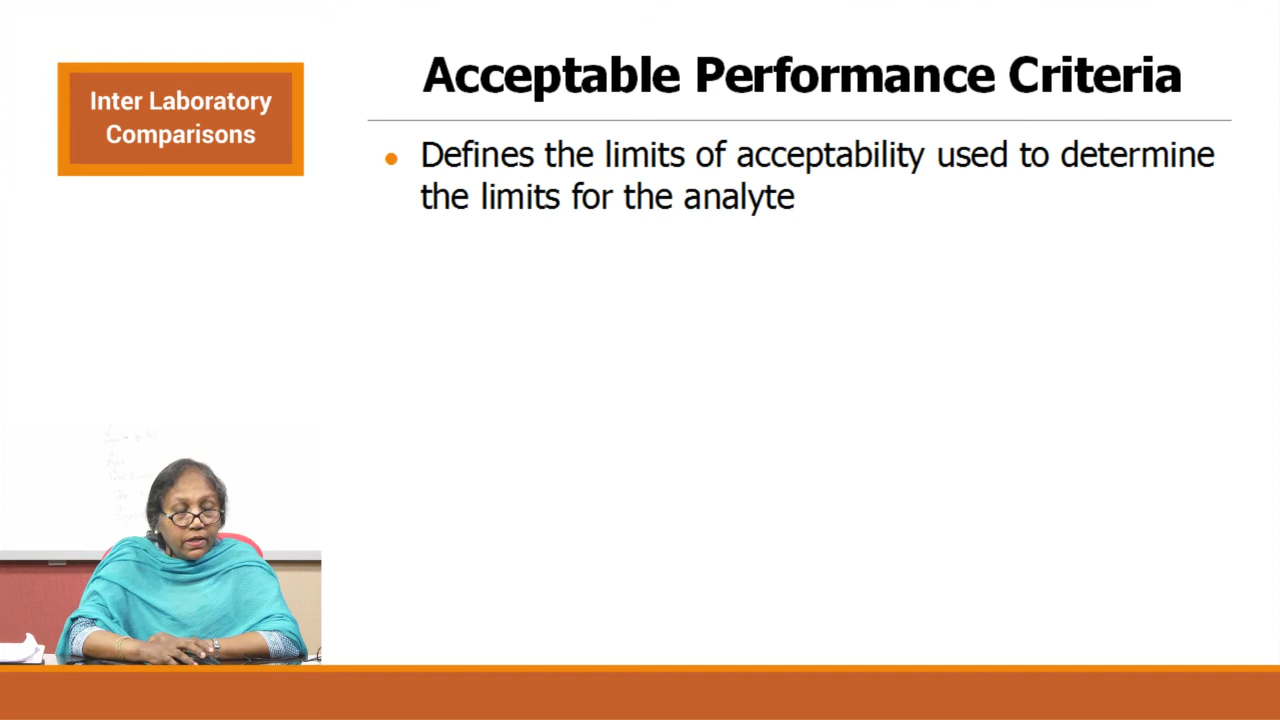 Inter Laboratory
Comparisons
Acceptable Performance Criteria
• Defines the limits of acceptability used to determine
the limits for the analyte